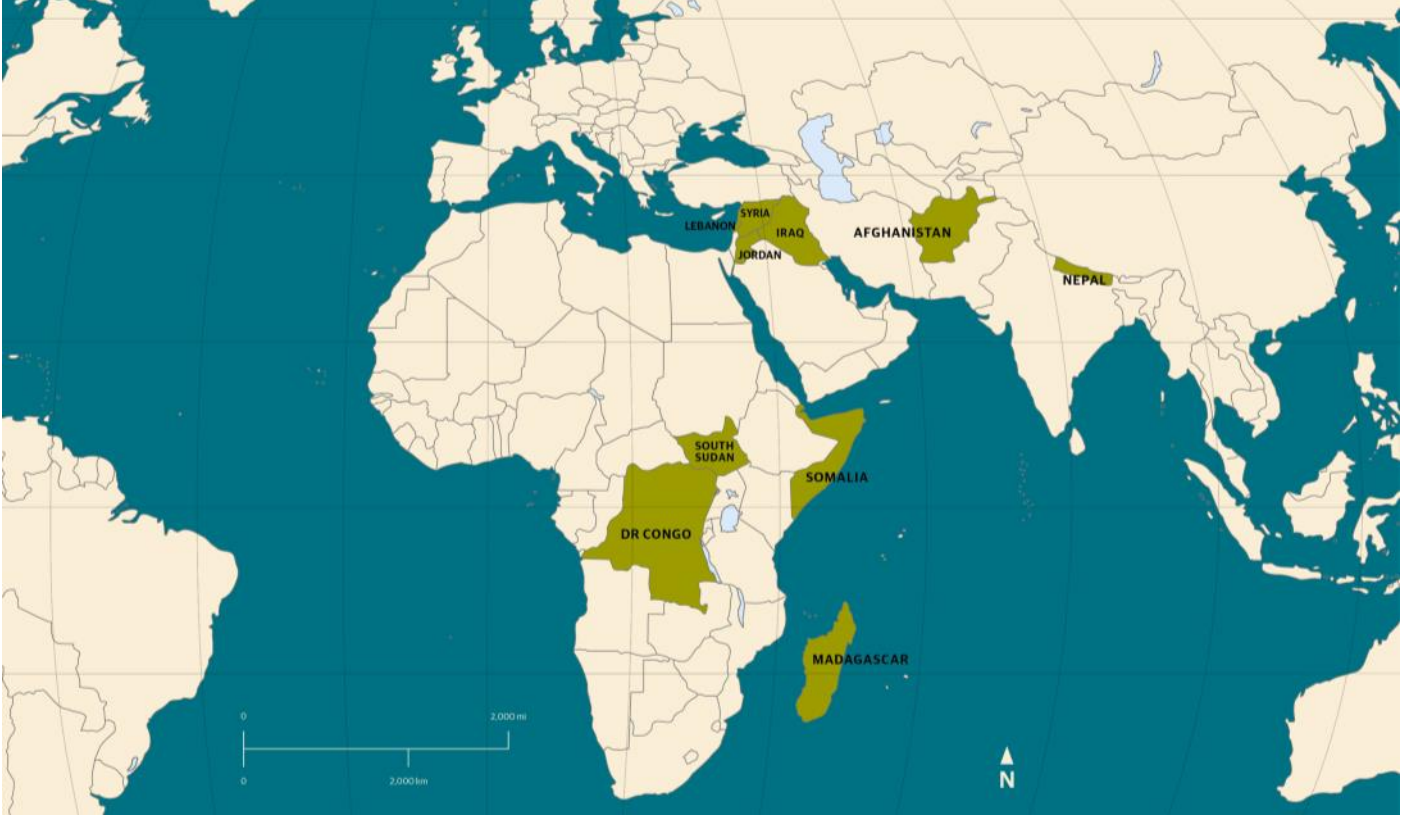 SYRIA
LEBANON
IRAQ
AFGHANISTAN
JORDAN
NEPAL
SOUTH
SUDAN
SOMALIA
DR CONGO
MADAGASCAR
0
2,000 mi
0
2,000 km
N